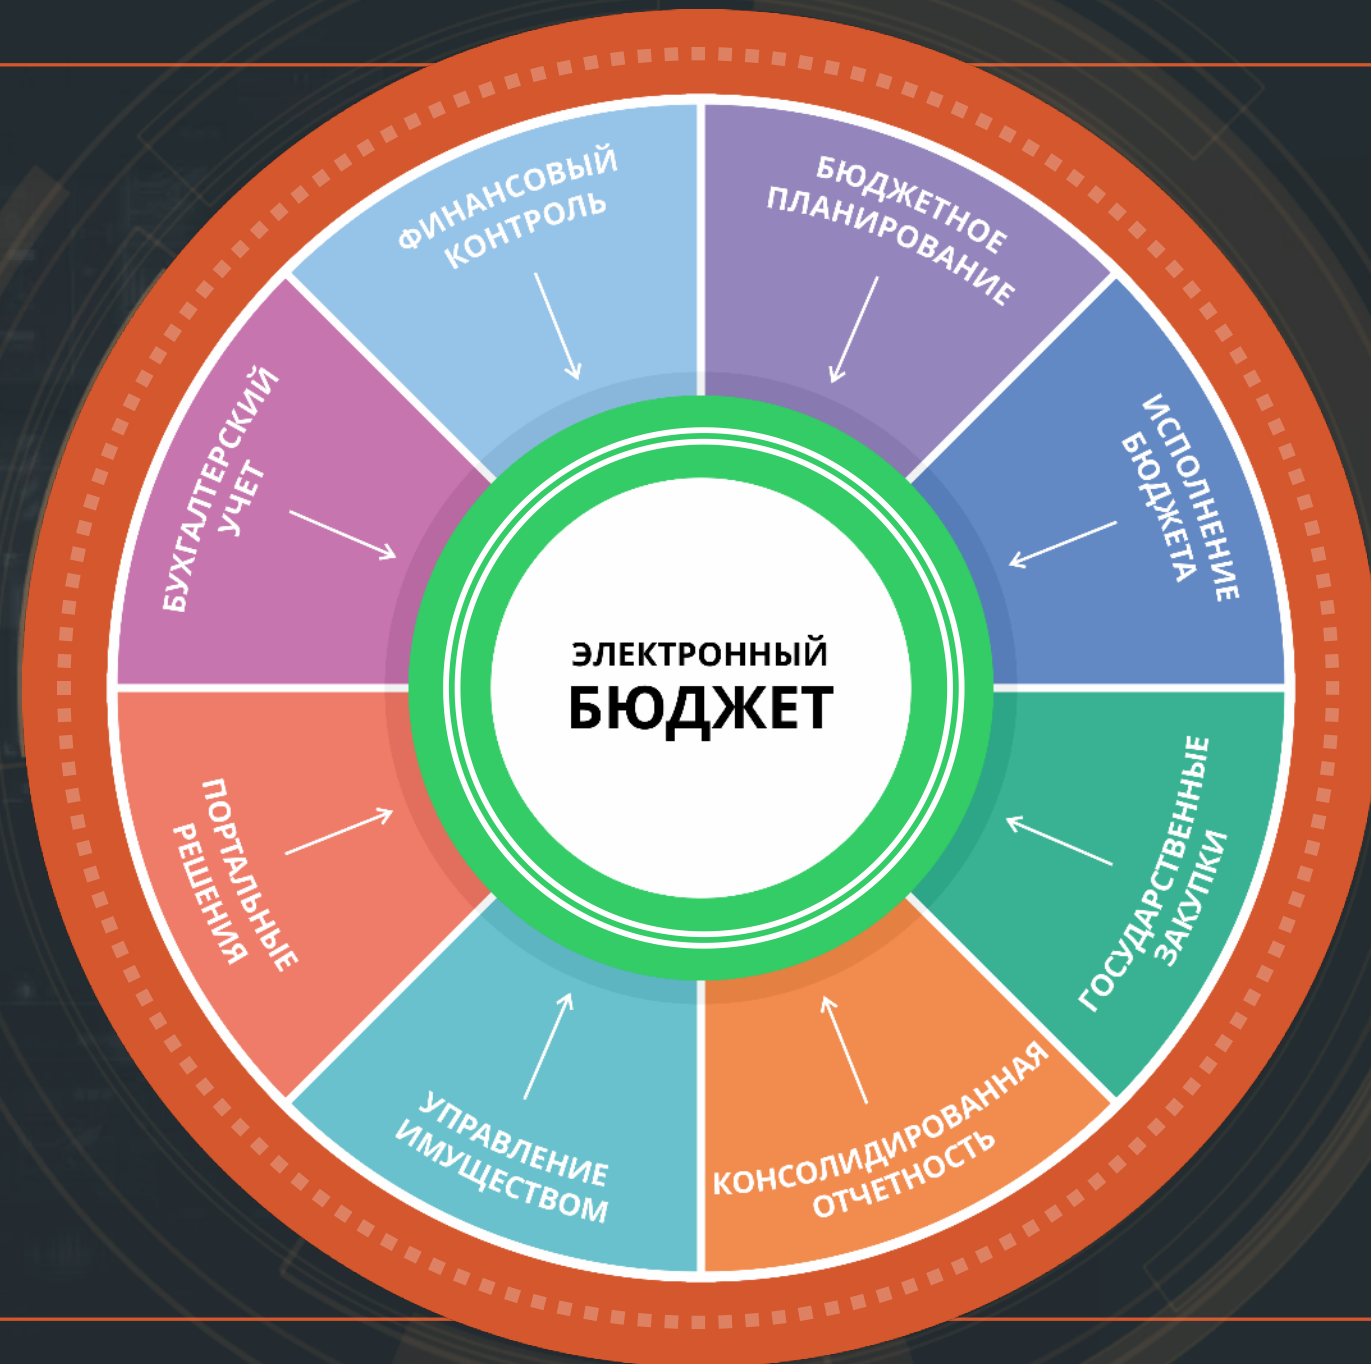 ФИНАНСОВЫЙ
КОНТРОЛЬ
БЮДЖЕТНОЕ
ПЛАНИРОВАНИЕ
ИСПОЛНЕНИЕ
БЮДЖЕТА
ГОСУДАРСТВЕННЫЕ
ЗАКУПКИ
КОНСОЛИДИРОВАННАЯ
ОТЧЕТНОСТЬ
УПРАВЛЕНИЕ
ИМУЩЕСТВОМ
ПОРТАЛЬНЫЕ
РЕШЕНИЯ
БУХГАЛТЕРСКИЙ
УЧЕТ
ЭЛЕКТРОННЫЙ
БЮДЖЕТ